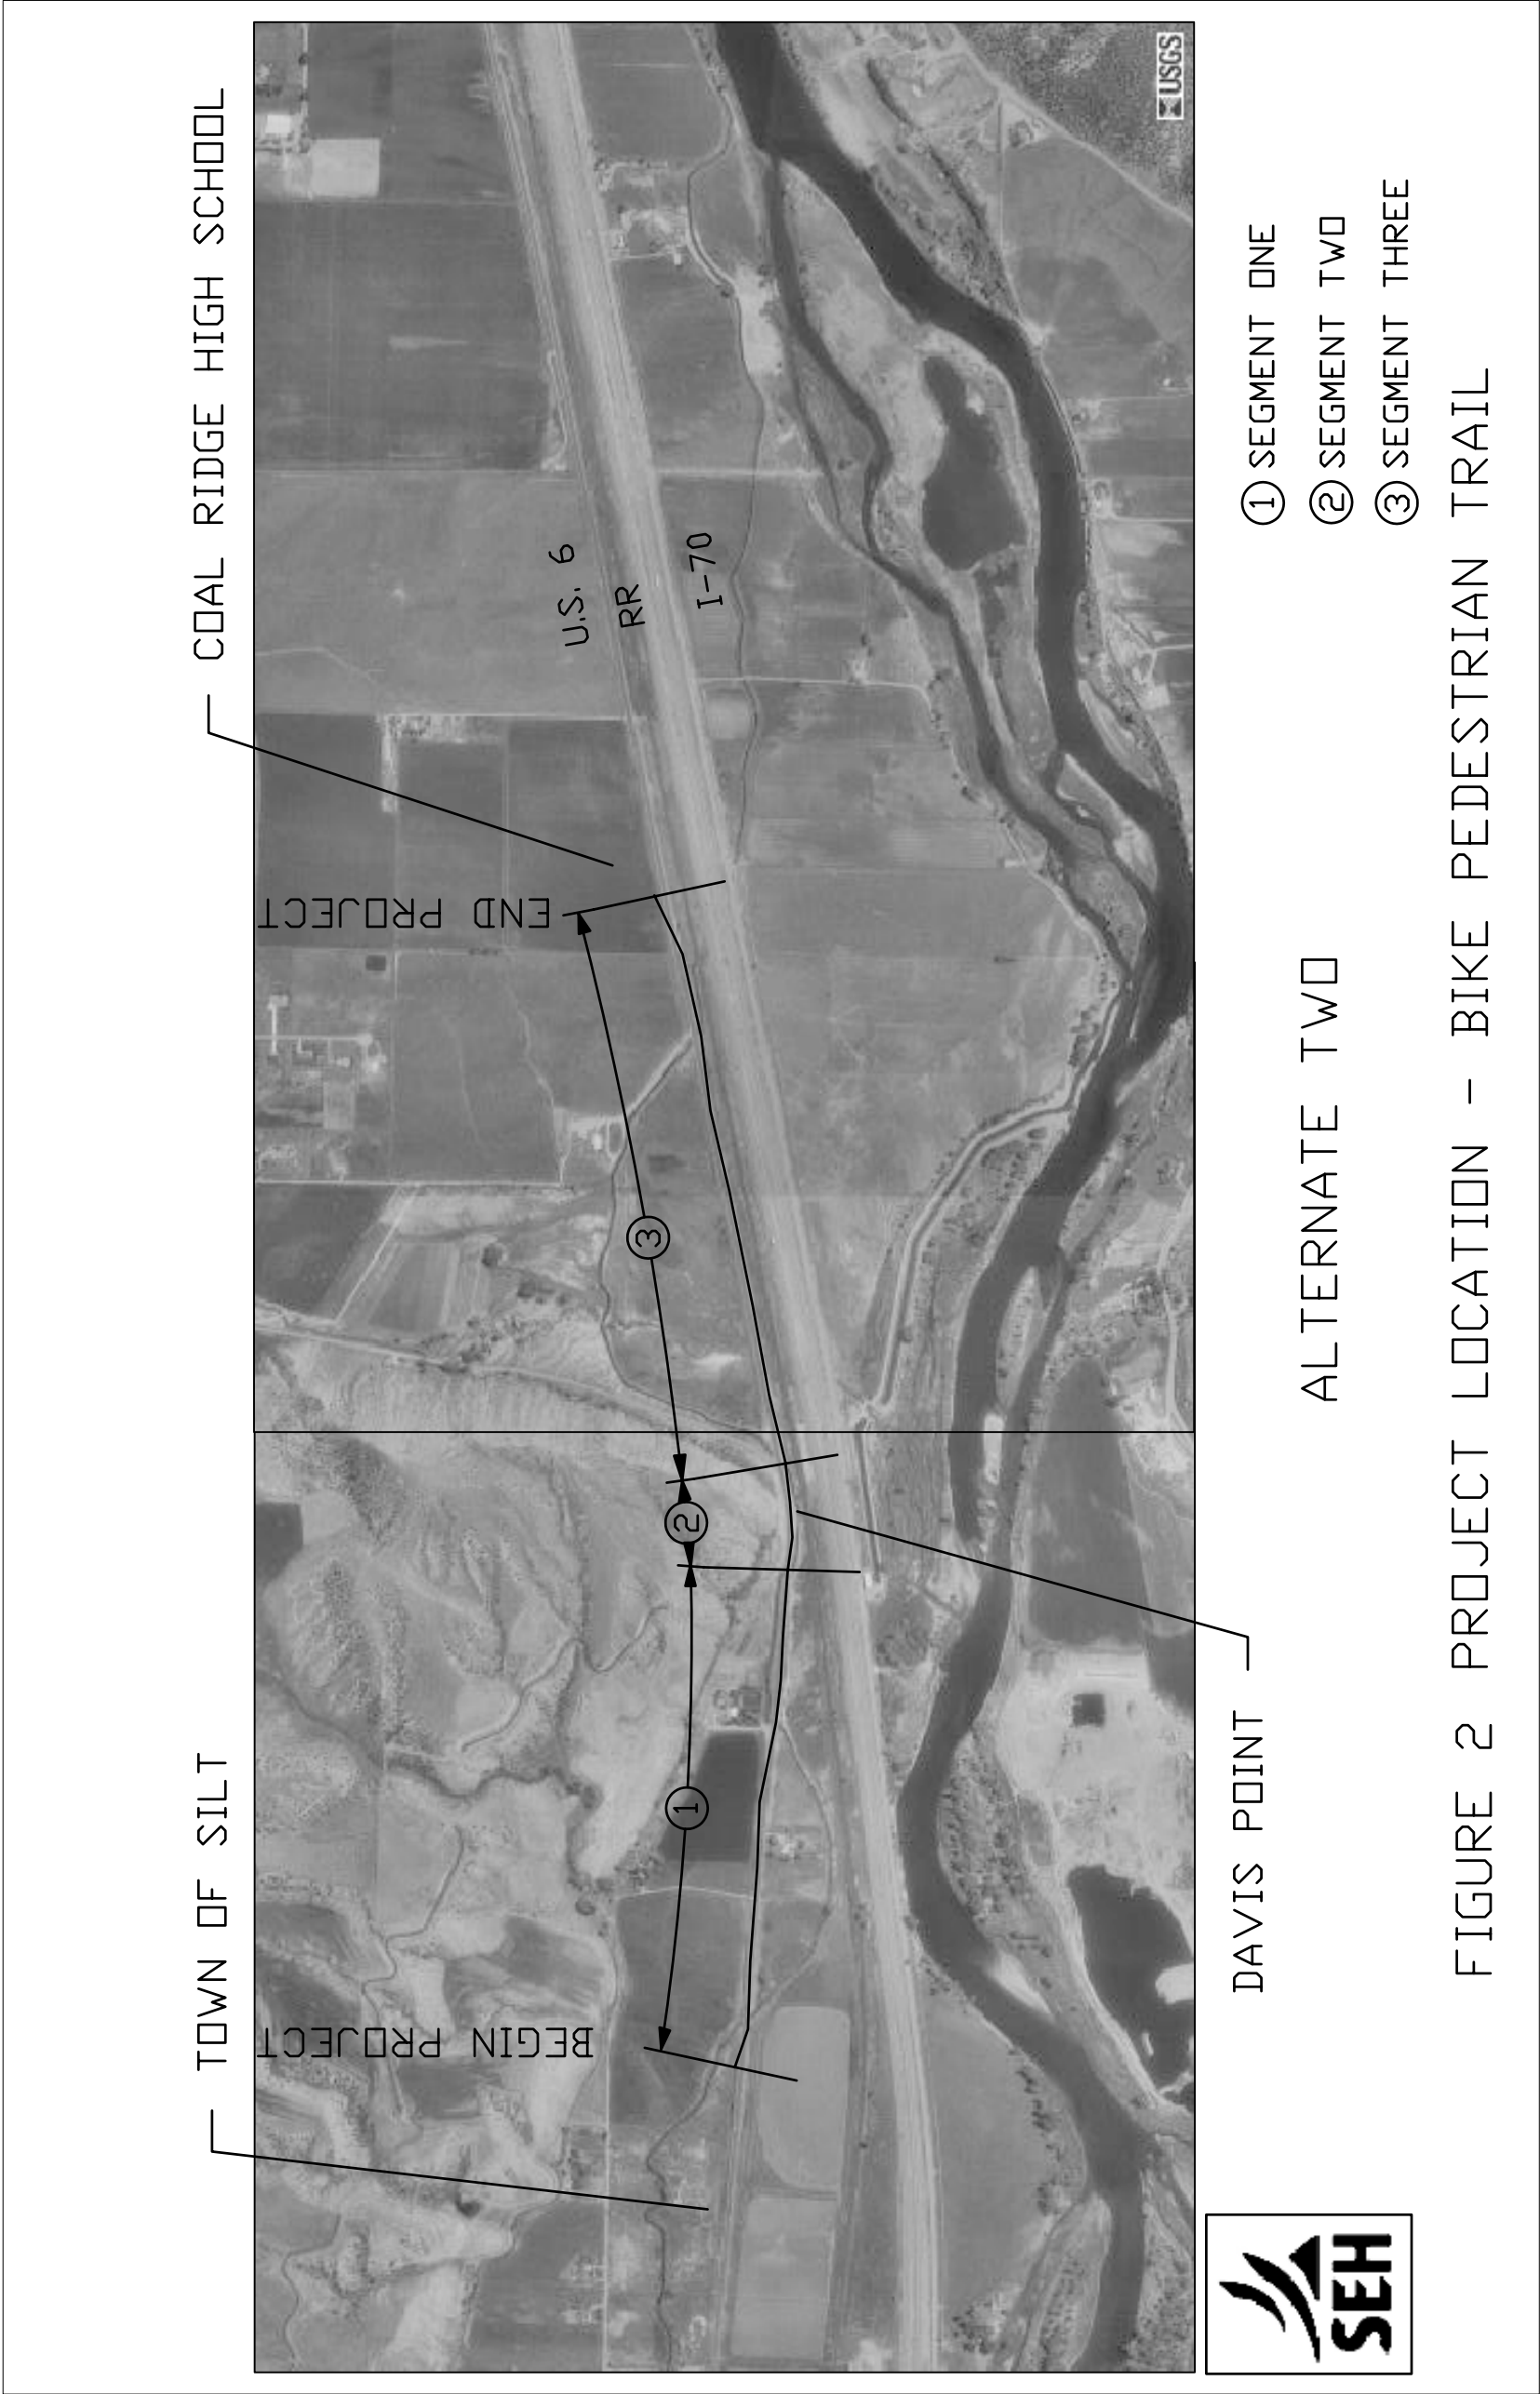 TOWN OF SILT
COAL RIDGE HIGH SCHOOL
BEGIN PROJECT
END PROJECT
U.S. 6
RR
I-70
1
2
3
USGS
DAVIS POINT
ALTERNATE TWO
1 SEGMENT ONE
2 SEGMENT TWO
3 SEGMENT THREE
SEH
FIGURE 2 PROJECT LOCATION - BIKE PEDESTRIAN TRAIL